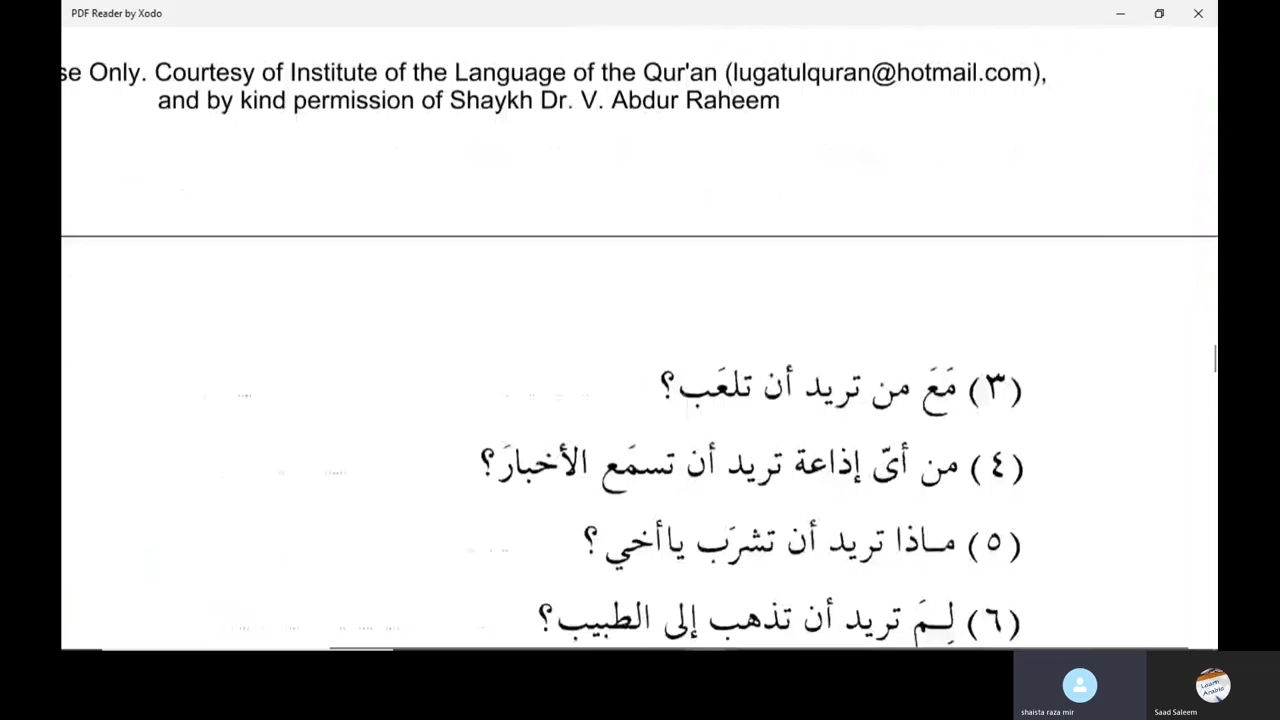 PDF Reader by Xodo
se Only. Courtesy of Institute of the Language of the Qur'an (lugatulquran@hotmail.com),
and by kind permission of Shaykh Dr. V. Abdur Raheem
(٣) مَعَ من تريد أن تلعَب؟
(٤) من أىّ إذاعة تريد أن تسمَع الأخبارَ؟
(٥) مـاذا تريد أن تشرَب ياأخي؟
(٦) لِـمَ تريد أن تذهب إلى الطبيب؟
Learn
Arabic
shaista raza mir
Saad Saleem